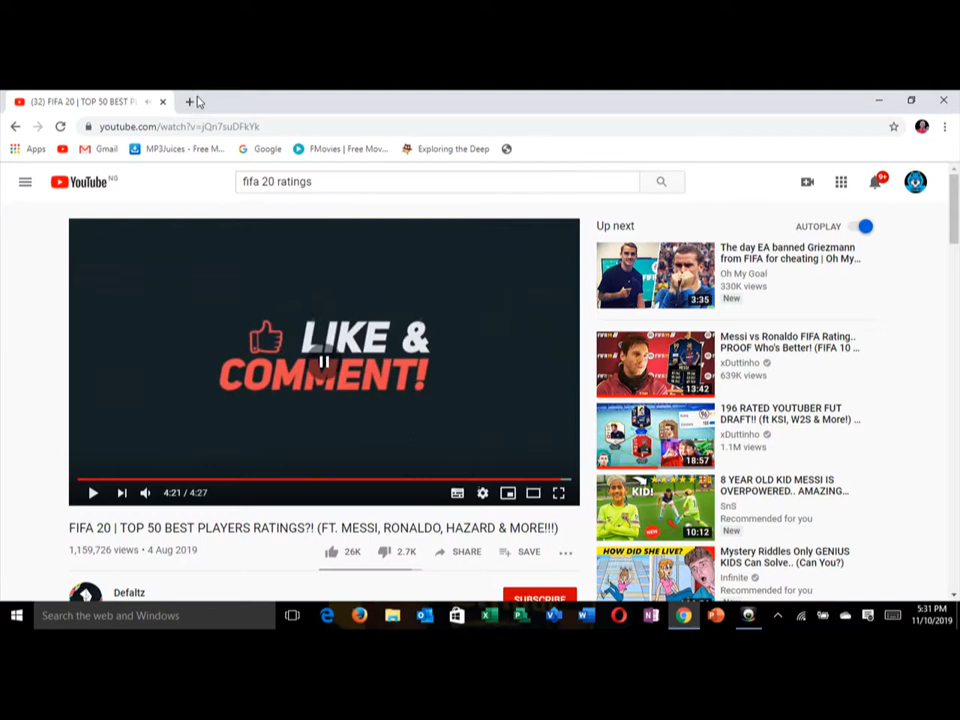 (32) FIFA 20 | TOP 50 BEST PL
youtube.com/watch?v=jQn7suDFkYk
Apps
Gmail
MP3Juices - Free M...
Google
FMovies | Free Mov...
Exploring the Deep
YouTube NG
fifa 20 ratings
9+
LIKE &
COMMENT!
4:21 / 4:27
FIFA 20 | TOP 50 BEST PLAYERS RATINGS?! (FT. MESSI, RONALDO, HAZARD & MORE!!!)
1,159,726 views • 4 Aug 2019
26K
2.7K
SHARE
SAVE
Defaltz
SUBSCRIBE
Up next
AUTOPLAY
3:35
The day EA banned Griezmann
from FIFA for cheating | Oh My...
Oh My Goal
330K views
New
13:42
Messi vs Ronaldo FIFA Rating..
PROOF Who's Better! (FIFA 10 ...
xDuttinho
639K views
18:57
196 RATED YOUTUBER FUT
DRAFT!! (ft KSI, W2S & More!) ...
xDuttinho
1.1M views
KID!
10:12
8 YEAR OLD KID MESSI IS
OVERPOWERED.. AMAZING...
SnS
Recommended for you
New
HOW DID SHE LIVE?
Mystery Riddles Only GENIUS
KIDS Can Solve.. (Can You?)
Infinite
Recommended for you
Search the web and Windows
5:31 PM
11/10/2019